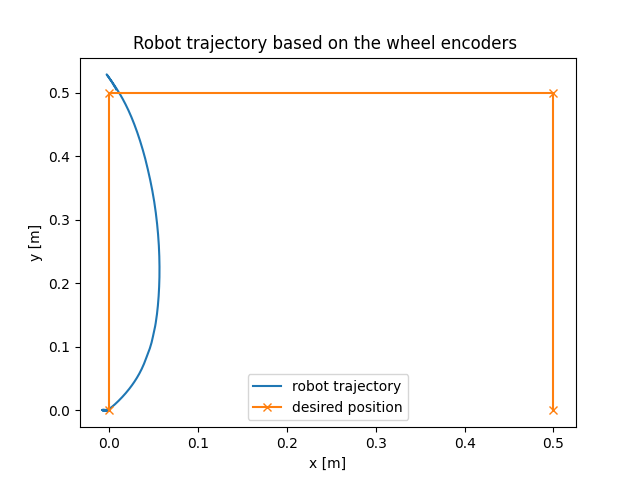 Robot trajectory based on the wheel encoders
0.5
0.4
0.3
0.2
0.1
0.0
y [m]
robot trajectory
desired position
0.0 0.1 0.2 0.3 0.4 0.5
x [m]